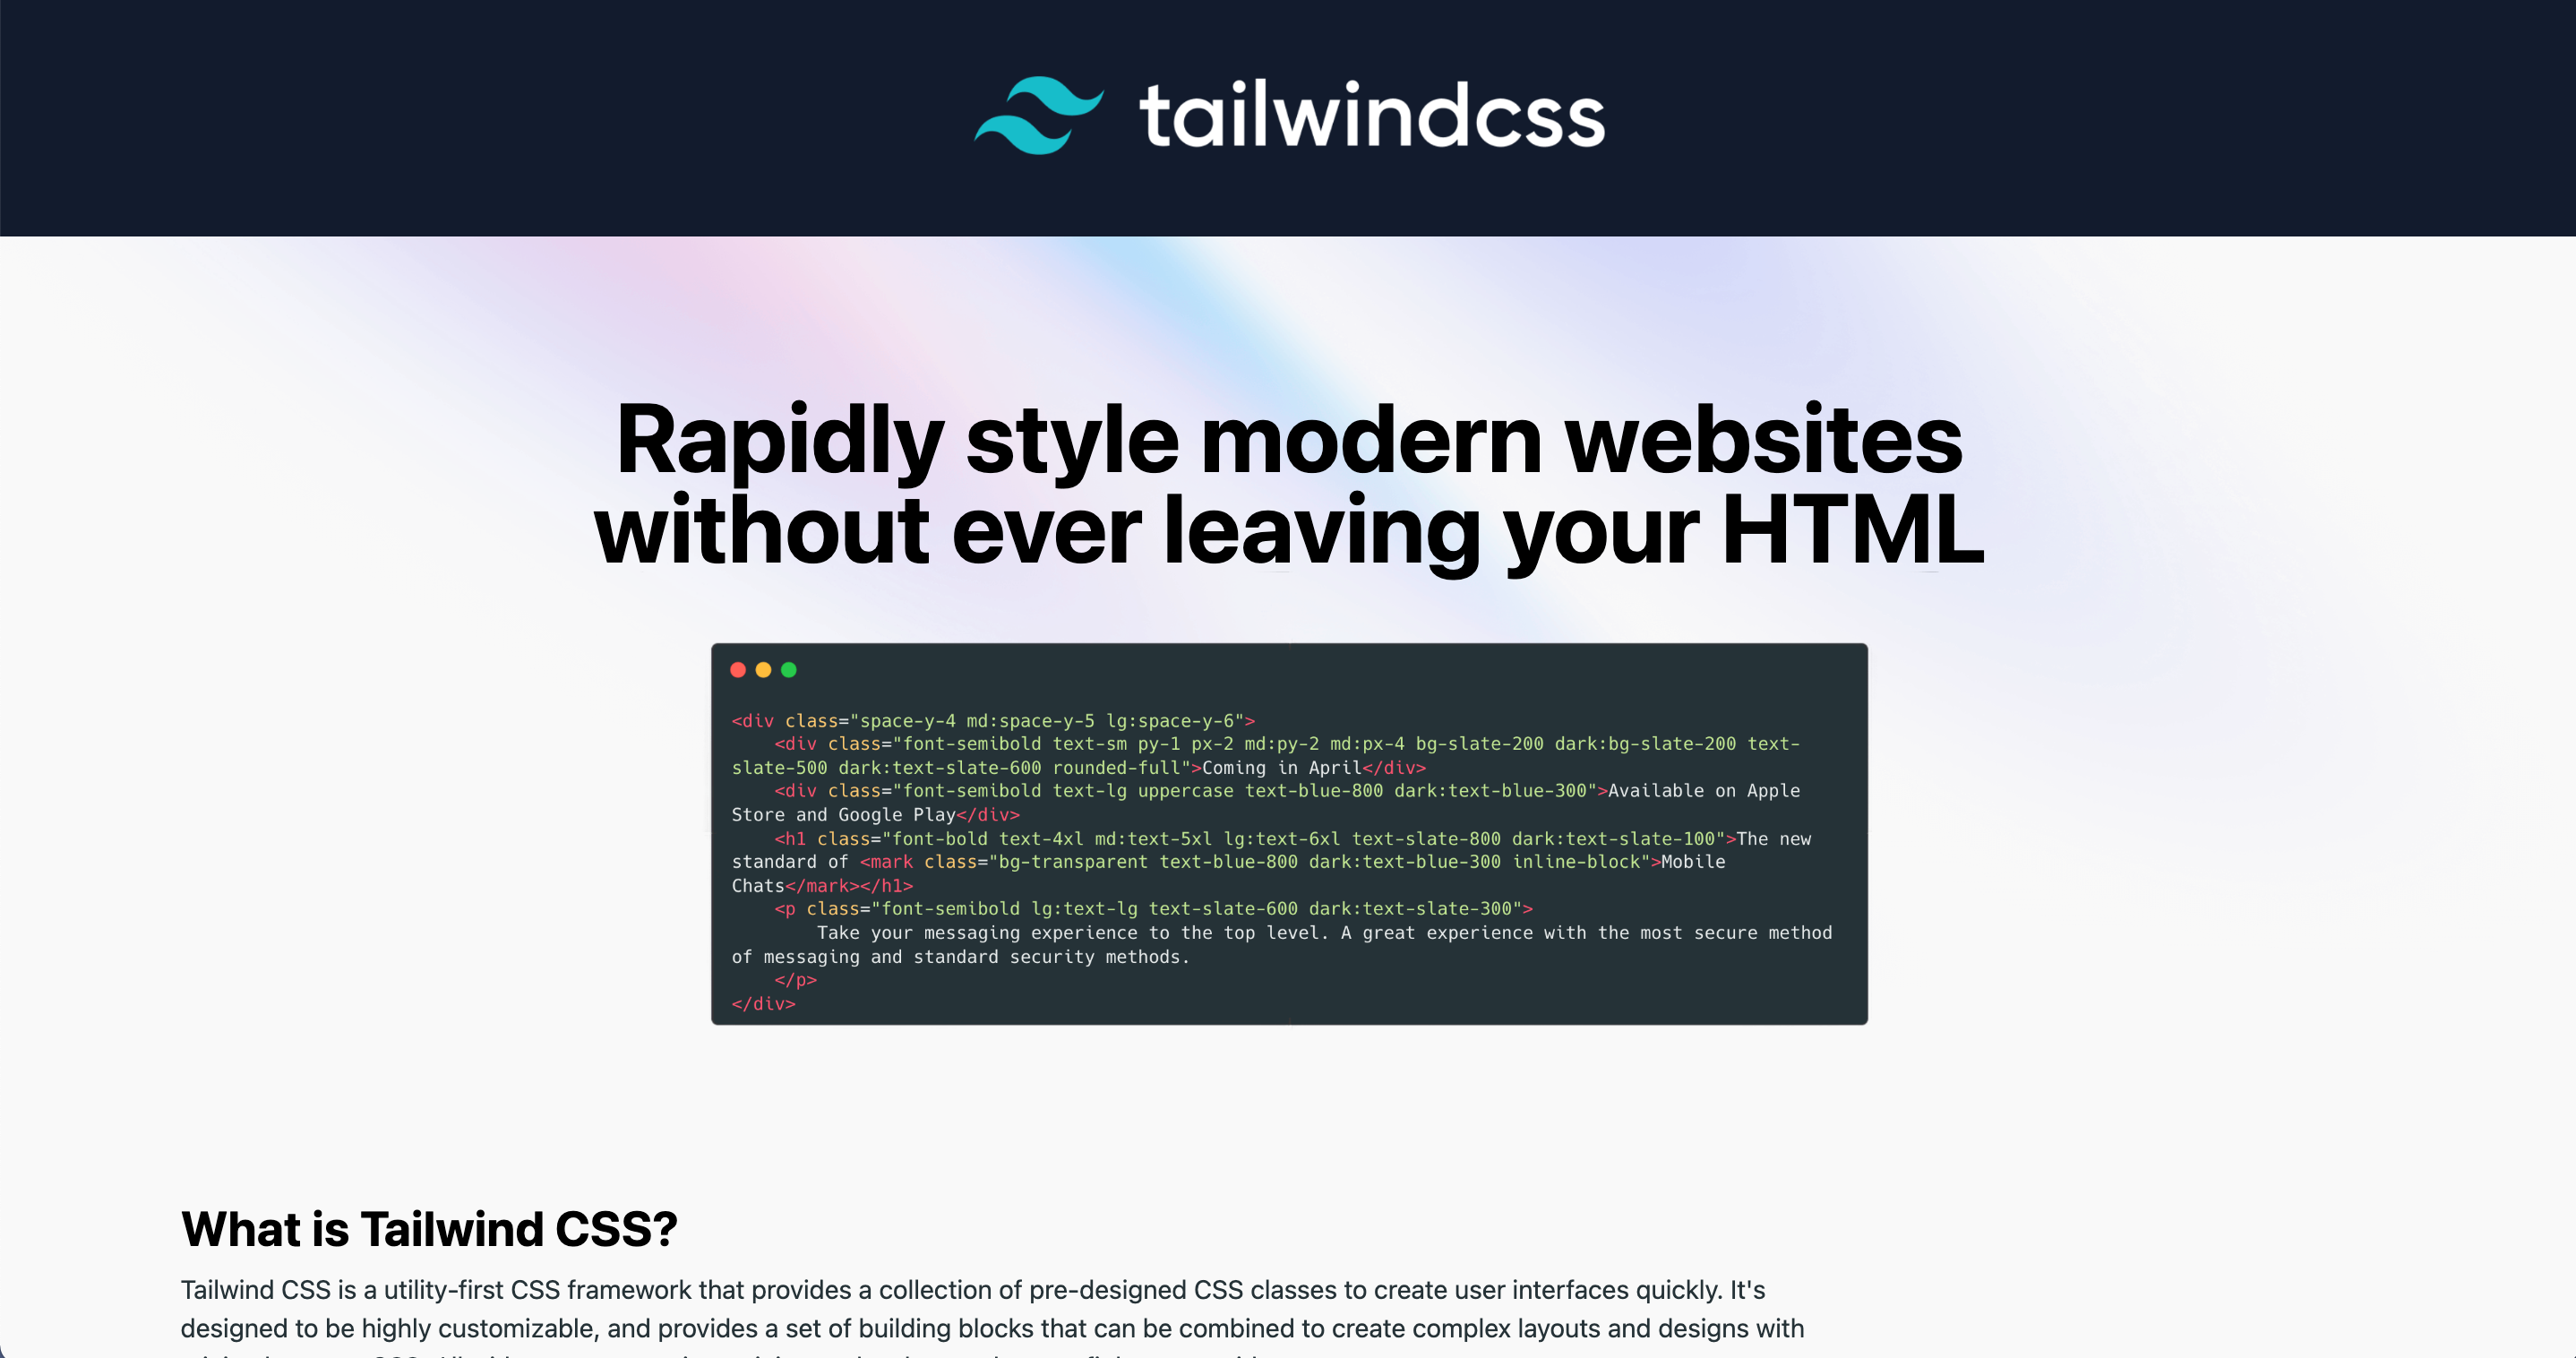 tailwindcss
Rapidly style modern websites
without ever leaving your HTML
<div class="space-y-4 md:space-y-5 lg:space-y-6">
    <div class="font-semibold text-sm py-1 px-2 md:py-2 md:px-4 bg-slate-200 dark:bg-slate-200 text-
slate-500 dark:text-slate-600 rounded-full">Coming in April</div>
    <div class="font-semibold text-lg uppercase text-blue-800 dark:text-blue-300">Available on Apple
Store and Google Play</div>
    <h1 class="font-bold text-4xl md:text-5xl lg:text-6xl text-slate-800 dark:text-slate-100">The new
standard of <mark class="bg-transparent text-blue-800 dark:text-blue-300 inline-block">Mobile
Chats</mark></h1>
    <p class="font-semibold lg:text-lg text-slate-600 dark:text-slate-300">
        Take your messaging experience to the top level. A great experience with the most secure method
of messaging and standard security methods.
    </p>
</div>
What is Tailwind CSS?
Tailwind CSS is a utility-first CSS framework that provides a collection of pre-designed CSS classes to create user interfaces quickly. It's
designed to be highly customizable, and provides a set of building blocks that can be combined to create complex layouts and designs with